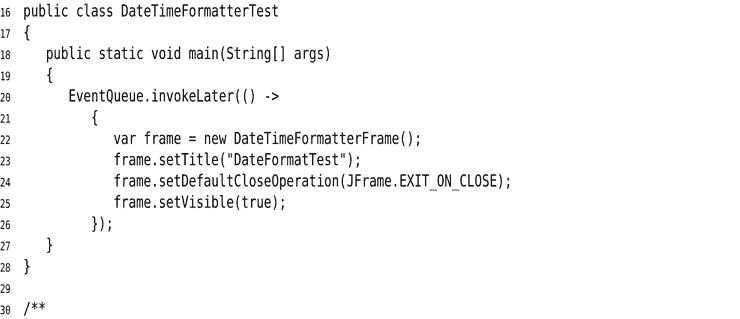 16 public class DateTimeFormatterTest
17 {
18    public static void main(String[] args)
19    {
20       EventQueue.invokeLater(() ->
21          {
22             var frame = new DateTimeFormatterFrame();
23             frame.setTitle("DateFormatTest");
24             frame.setDefaultCloseOperation(JFrame.EXIT_ON_CLOSE);
25             frame.setVisible(true);
26          });
27    }
28 }
29
30 /**